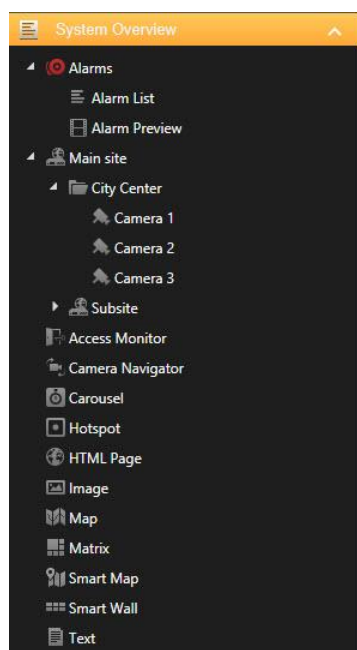 System Overview
Alarms
Alarm List
Alarm Preview
Main site
City Center
Camera 1
Camera 2
Camera 3
Subsite
Access Monitor
Camera Navigator
Carousel
Hotspot
HTML Page
Image
Map
Matrix
Smart Map
Smart Wall
Text